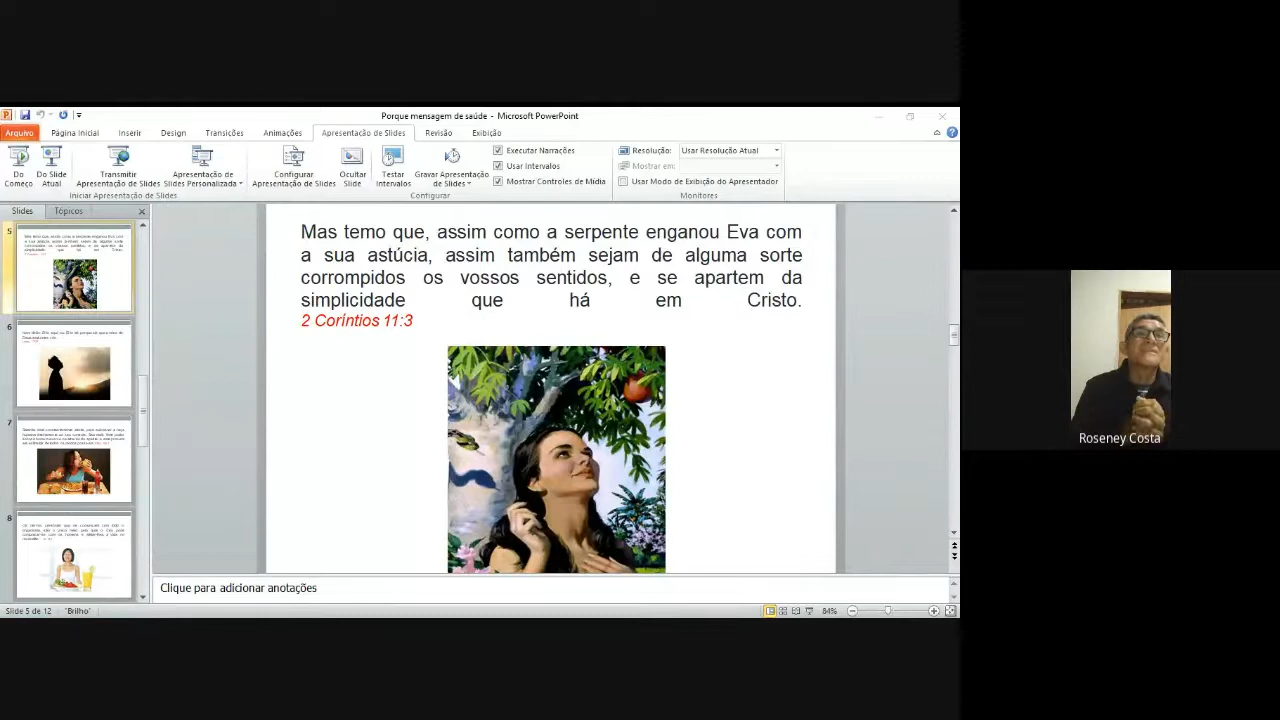 Porque mensagem de saúde - Microsoft PowerPoint
Arquivo Página Inicial Inserir Design Transições Animações Apresentação de Slides Revisão Exibição
Do Começo
Do Slide Atual
Transmitir Apresentação de Slides
Apresentação de Slides Personalizada
Iniciar Apresentação de Slides
Configurar Apresentação de Slides
Ocultar Slide
Testar Intervalos
Gravar Apresentação de Slides
Executar Narrações
Usar Intervalos
Mostrar Controles de Mídia
Configurar
Resolução: Usar Resolução Atual
Mostrar em:
Usar Modo de Exibição do Apresentador
Monitores
Slides Tópicos
5
6
7
8
Mas temo que, assim como a serpente enganou Eva com
a sua astúcia, assim também sejam de alguma sorte
corrompidos os vossos sentidos, e se apartem da
simplicidade que há em Cristo.
2 Coríntios 11:3
Clique para adicionar anotações
Slide 5 de 12 "Brilho" 84%
Roseney Costa